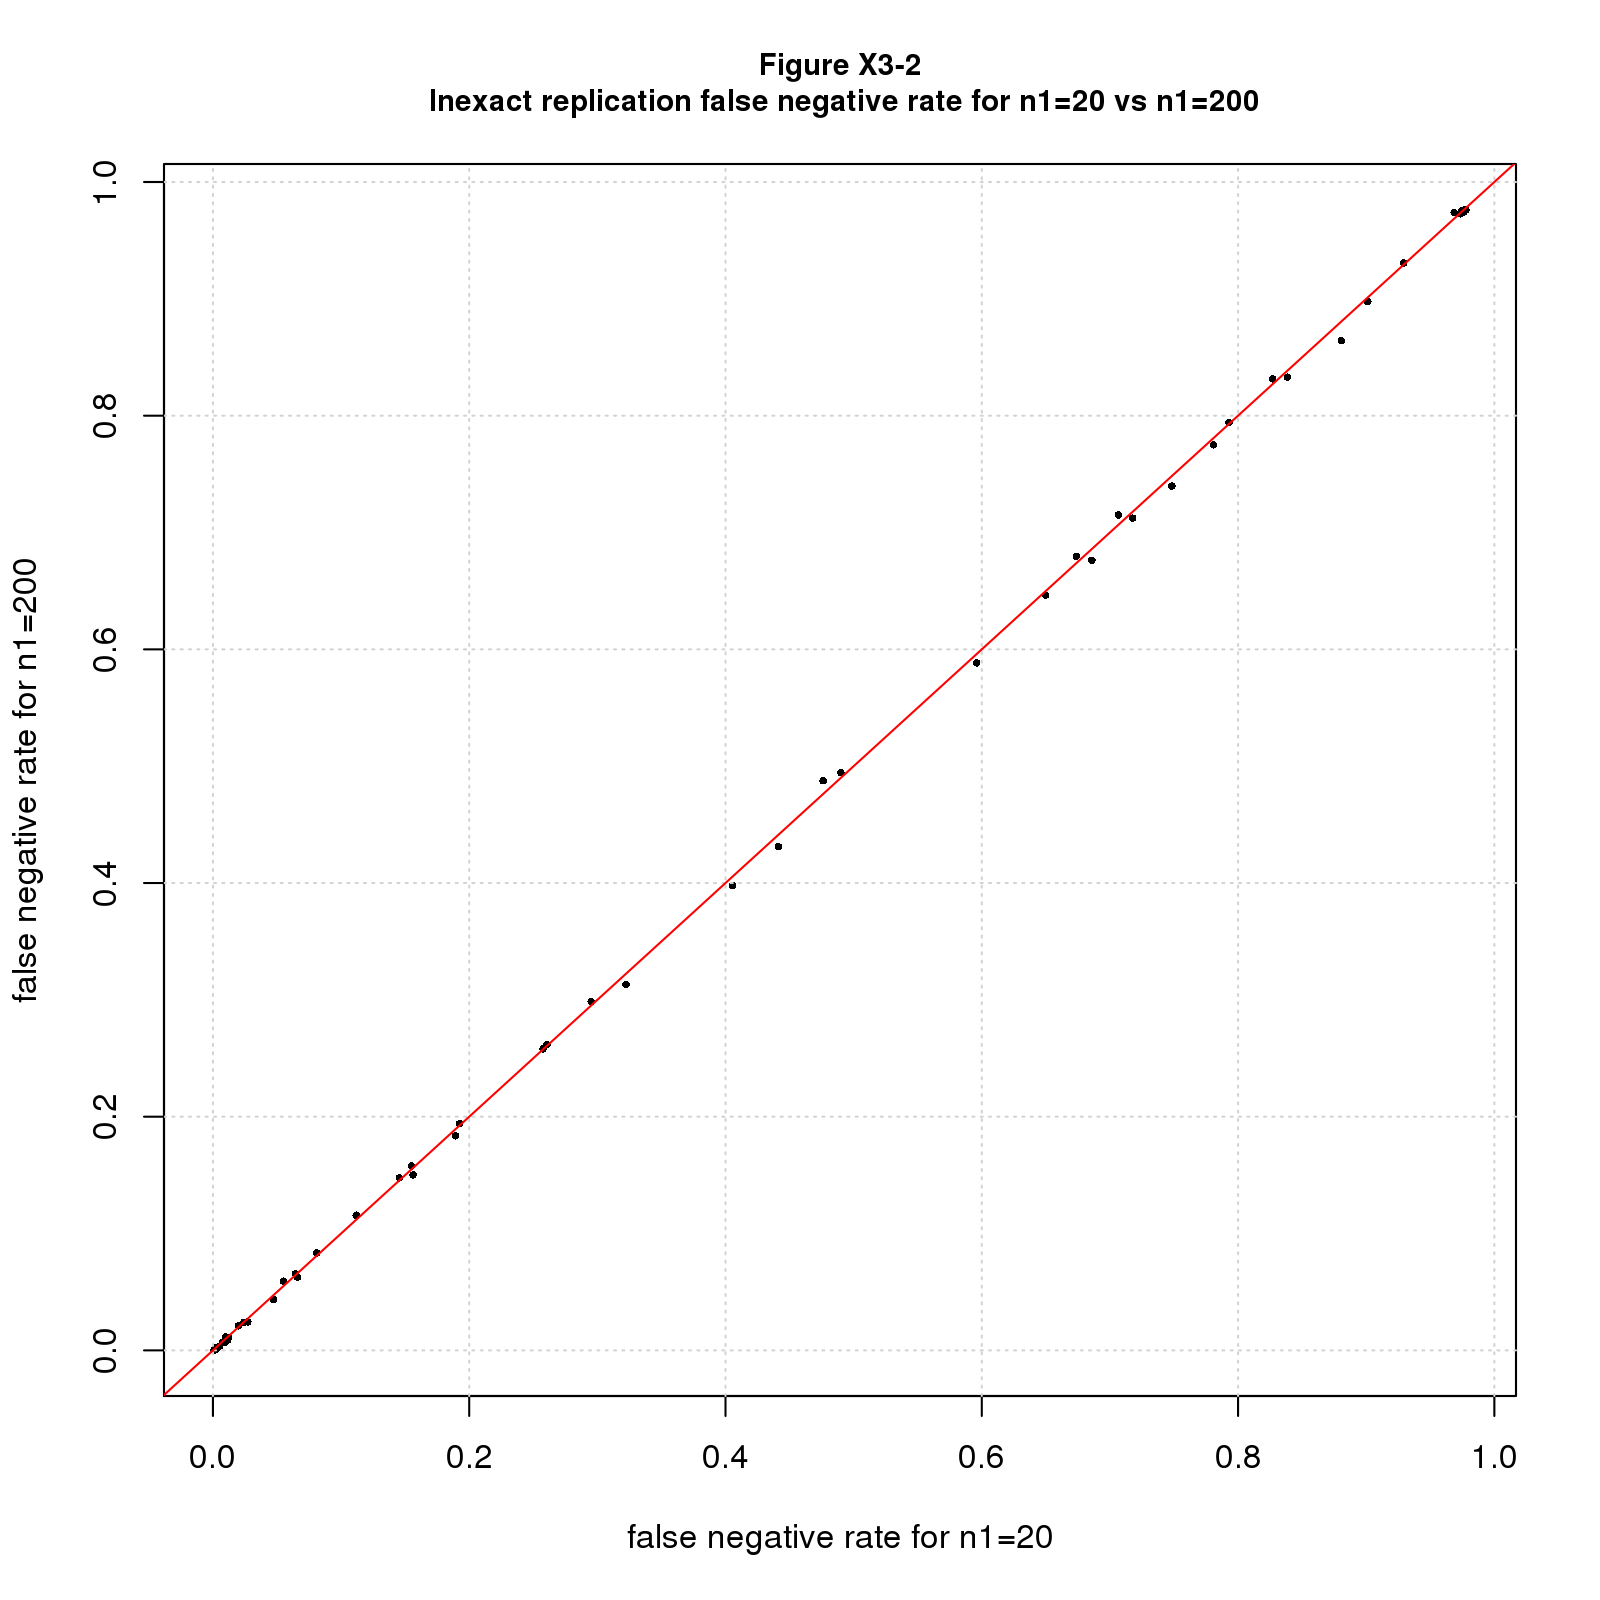 Figure X3-2
Inexact replication false negative rate for n1=20 vs n1=200
false negative rate for n1=200
1.0
0.8
0.6
0.4
0.2
0.0
0.0 0.2 0.4 0.6 0.8 1.0
false negative rate for n1=20